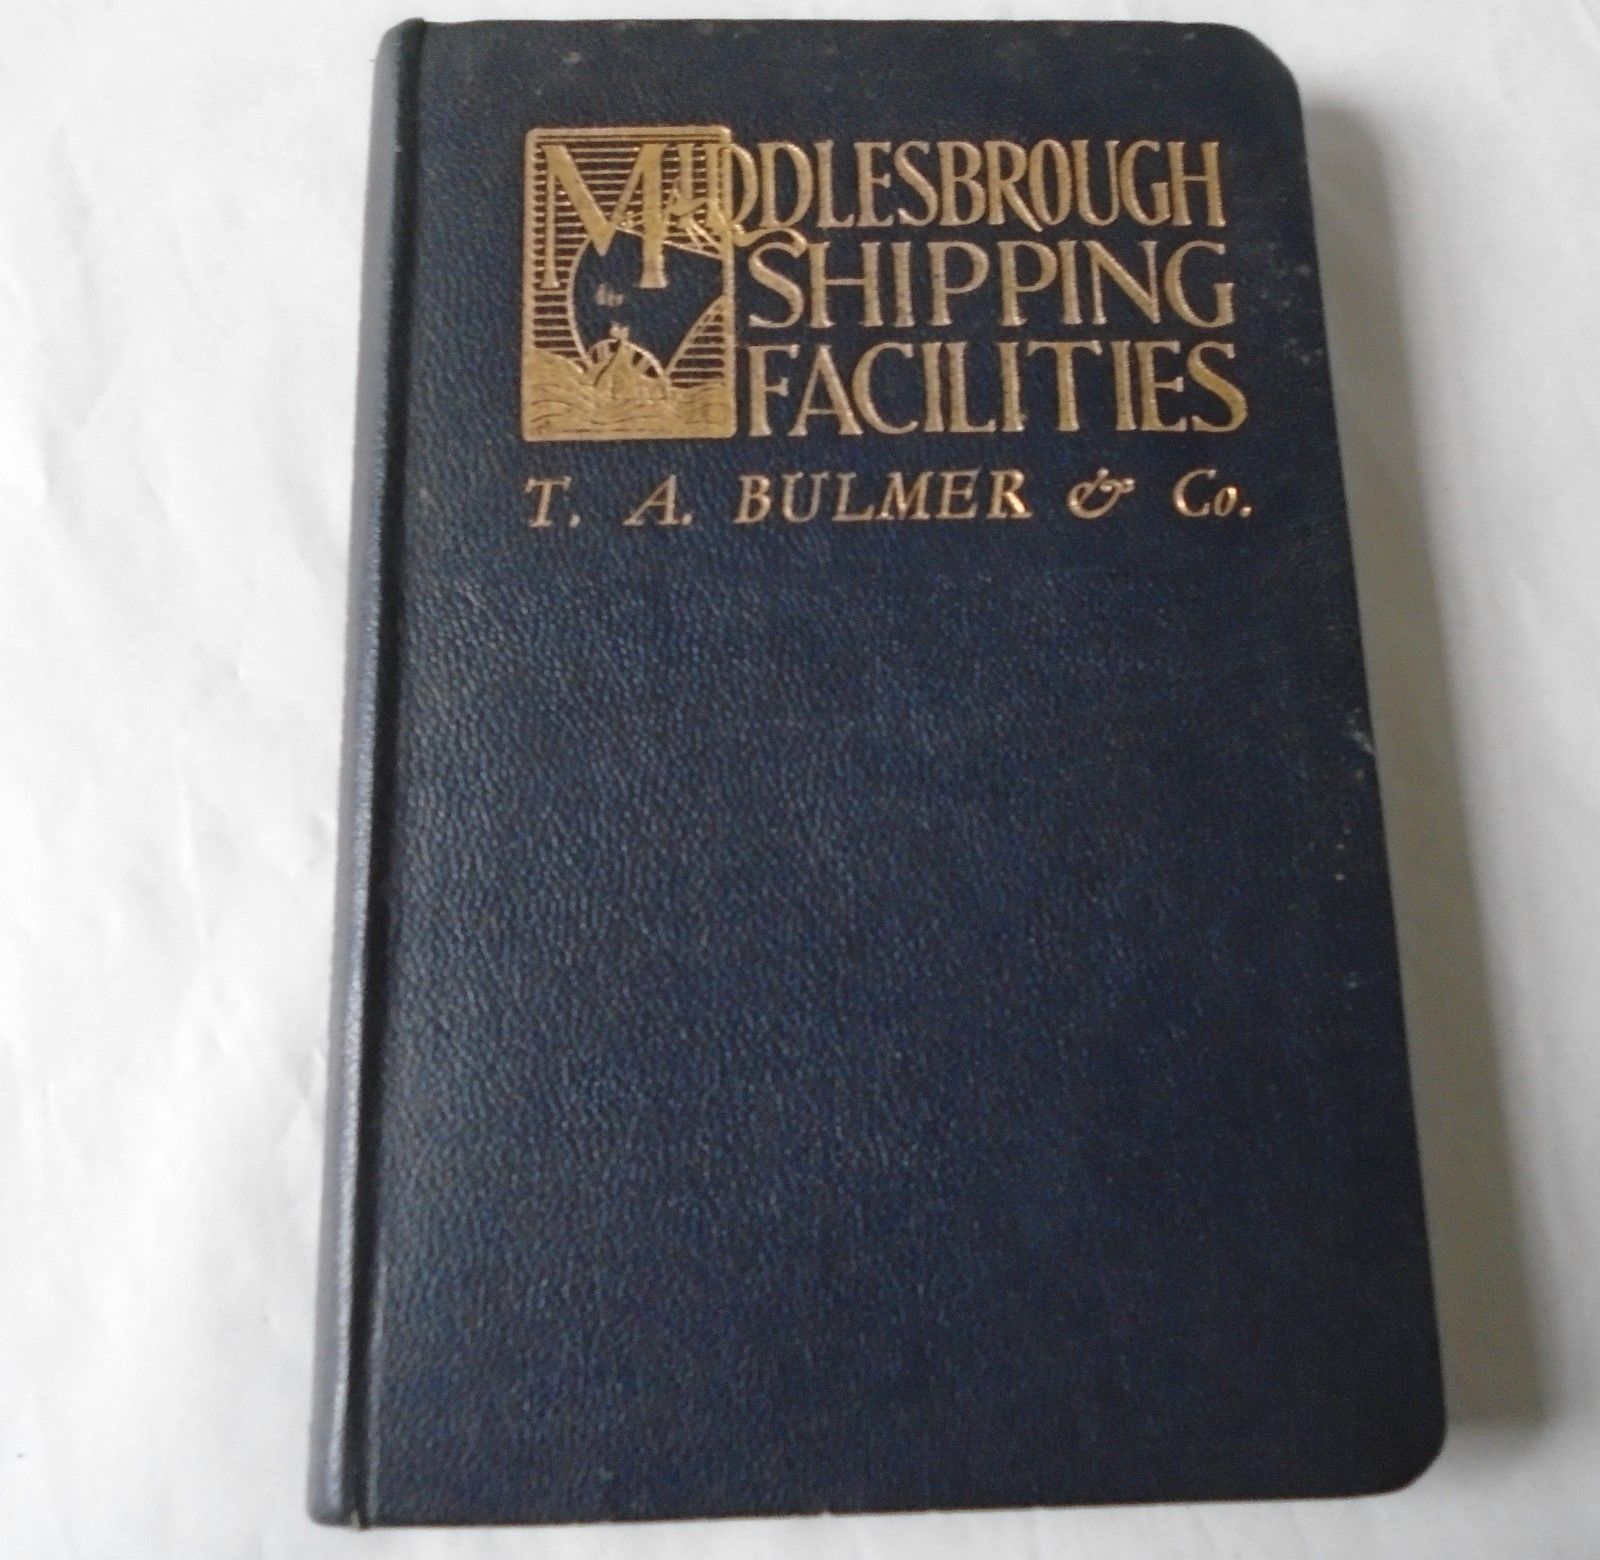 MIDDLESBROUGH
SHIPPING
FACILITIES
T. A. BULMER & Co.